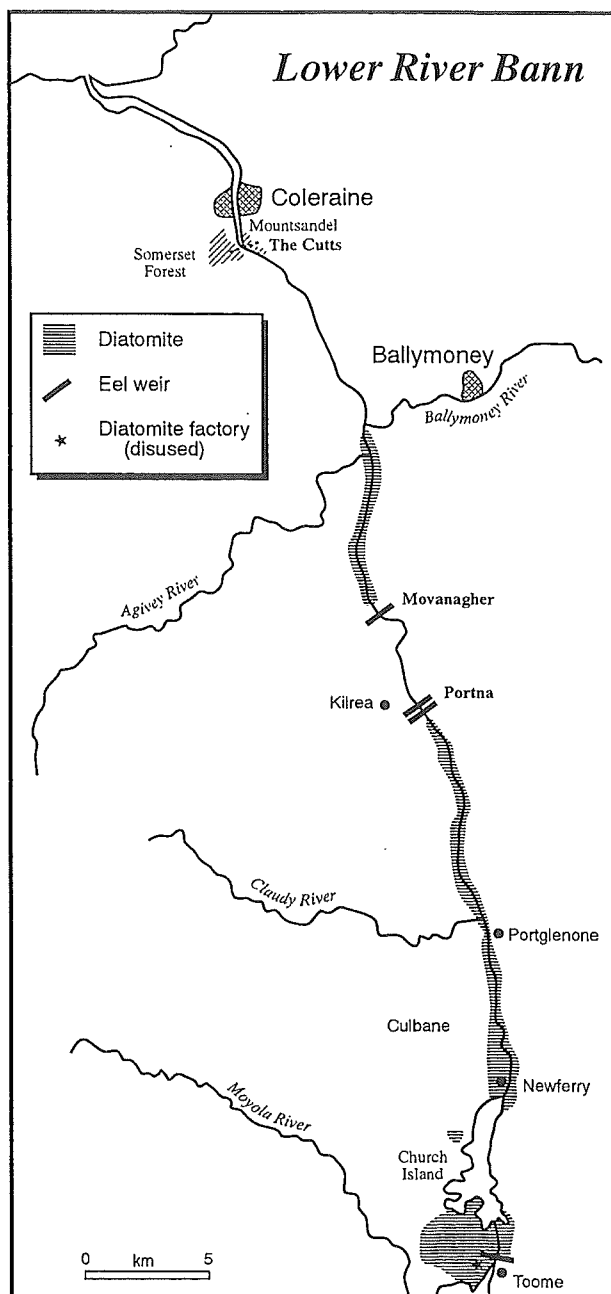 Lower River Bann
Coleraine
Mountsandel
The Cutts
Somerset
Forest
Diatomite
Eel weir
Diatomite factory
(disused)
Ballymoney
Ballymoney River
Agivey River
Movanagher
Kilrea
Portna
Claudy River
Portglenone
Culbane
Newferry
Moyola River
Church
Island
0 km 5
Toome